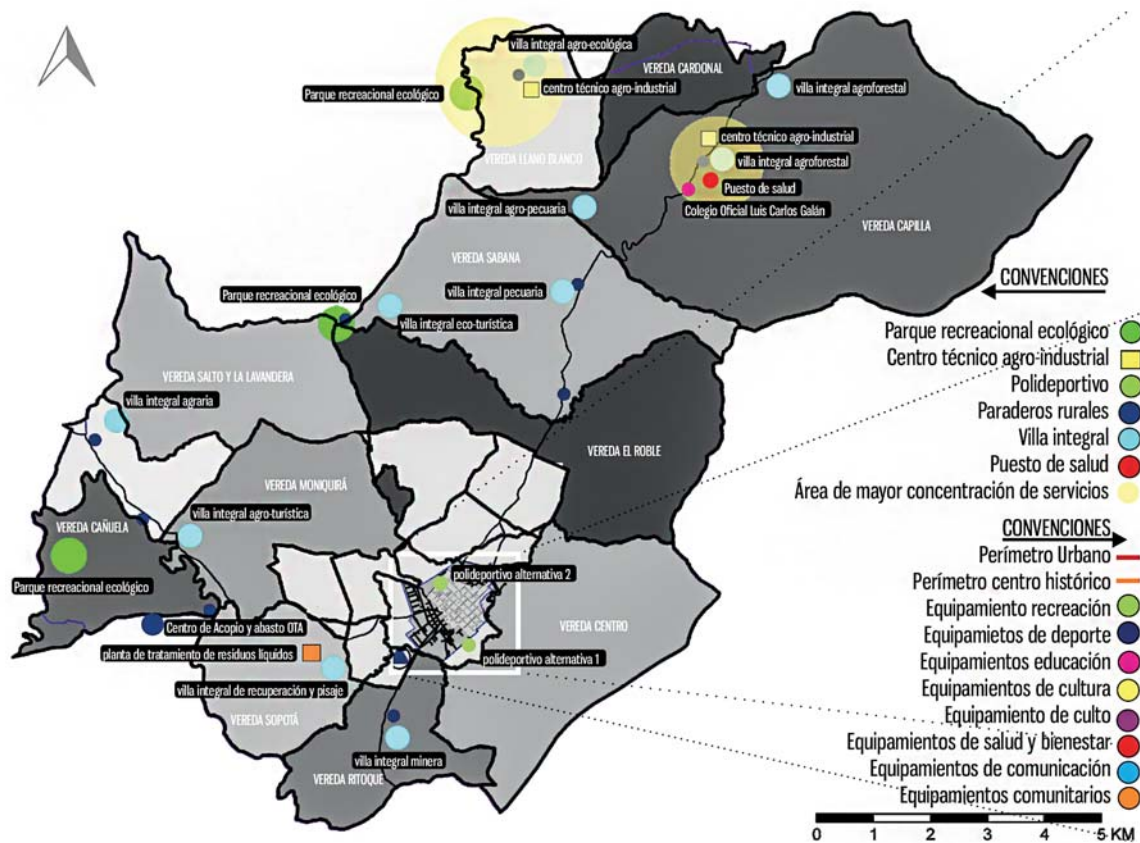 villa integral agro-ecológica
VEREDA CARDONAL
Parque recreacional ecológico
centro técnico agro-industrial
villa integral agroforestal
centro técnico agro-industrial
VEREDA LLANO BLANCO
villa integral agroforestal
Puesto de salud
villa integral agro-pecuaria
Colegio Oficial Luis Carlos Galán
VEREDA CAPILLA
VEREDA SABANA
Parque recreacional ecológico
villa integral pecuaria
villa integral eco-turística
VEREDA SALTO Y LA LAVANDERA
villa integral agraria
VEREDA EL ROBLE
VEREDA MONIQUIRÁ
villa integral agro-turística
VEREDA CAÑUELA
Parque recreacional ecológico
polideportivo alternativa 2
Centro de Acopio y abasto OTA
VEREDA CENTRO
planta de tratamiento de residuos líquidos
polideportivo alternativa 1
villa integral de recuperación y pisaje
VEREDA SOPOTÁ
villa integral minera
VEREDA RITOQUE
CONVENCIONES
Parque recreacional ecológico
Centro técnico agro-industrial
Polideportivo
Paraderos rurales
Villa integral
Puesto de salud
Área de mayor concentración de servicios
CONVENCIONES
Perímetro Urbano
Perímetro centro histórico
Equipamiento recreación
Equipamietos de deporte
Equipamientos educación
Equipamientos de cultura
Equipamiento de culto
Equipamientos de salud y bienestar
Equipamientos de comunicación
Equipamientos comunitarios
0 1 2 3 4 5 KM